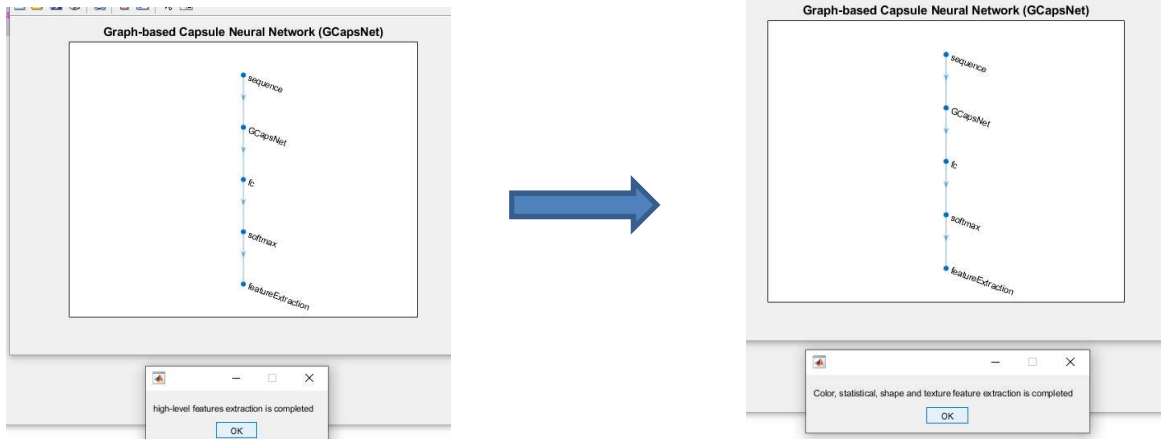 Graph-based Capsule Neural Network (GCapsNet)
sequence
GCapsNet
fc
softmax
featureExtraction
high-level features extraction is completed
OK
Graph-based Capsule Neural Network (GCapsNet)
sequence
GCapsNet
fc
softmax
featureExtraction
Color, statistical, shape and texture feature extraction is completed
OK